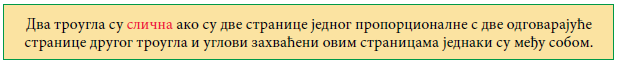 Два троугла су слична ако су две странице једног пропорционалне с две одговарајуће
странице другог троугла и углови захваћени овим страницама једнаки су међу собом.